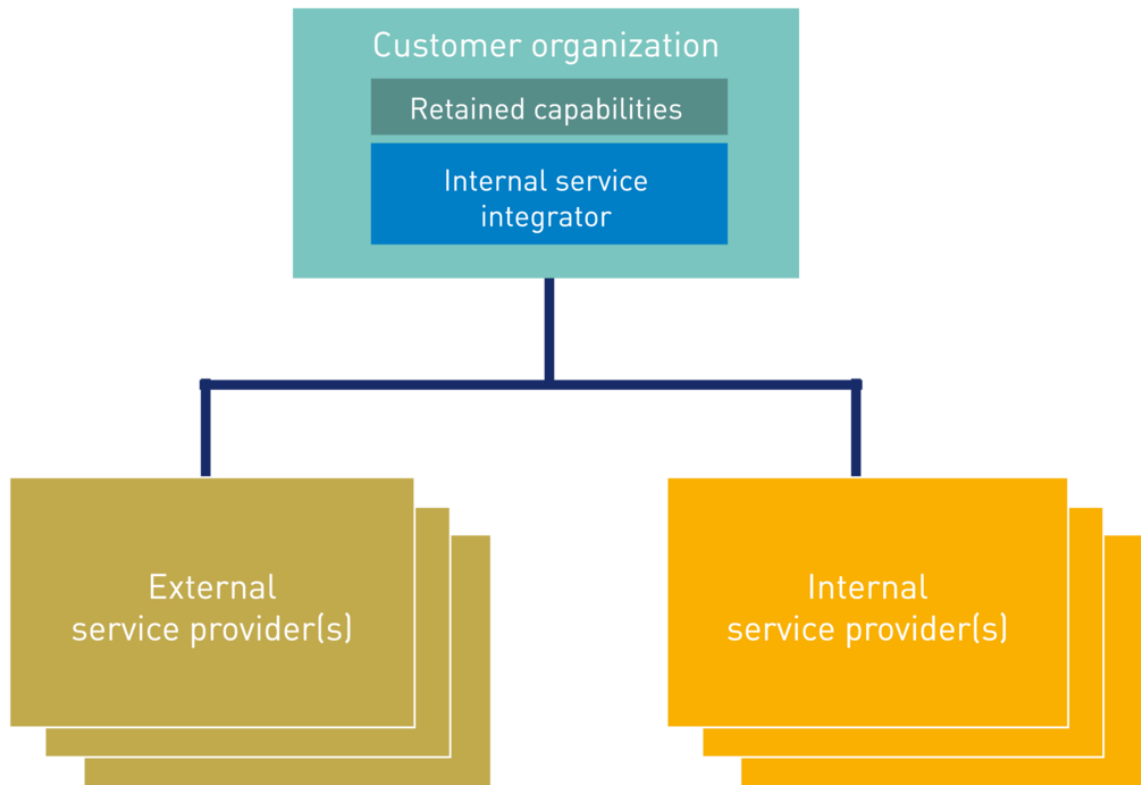 Customer organization
Retained capabilities
Internal service
integrator
External
service provider(s)
Internal
service provider(s)